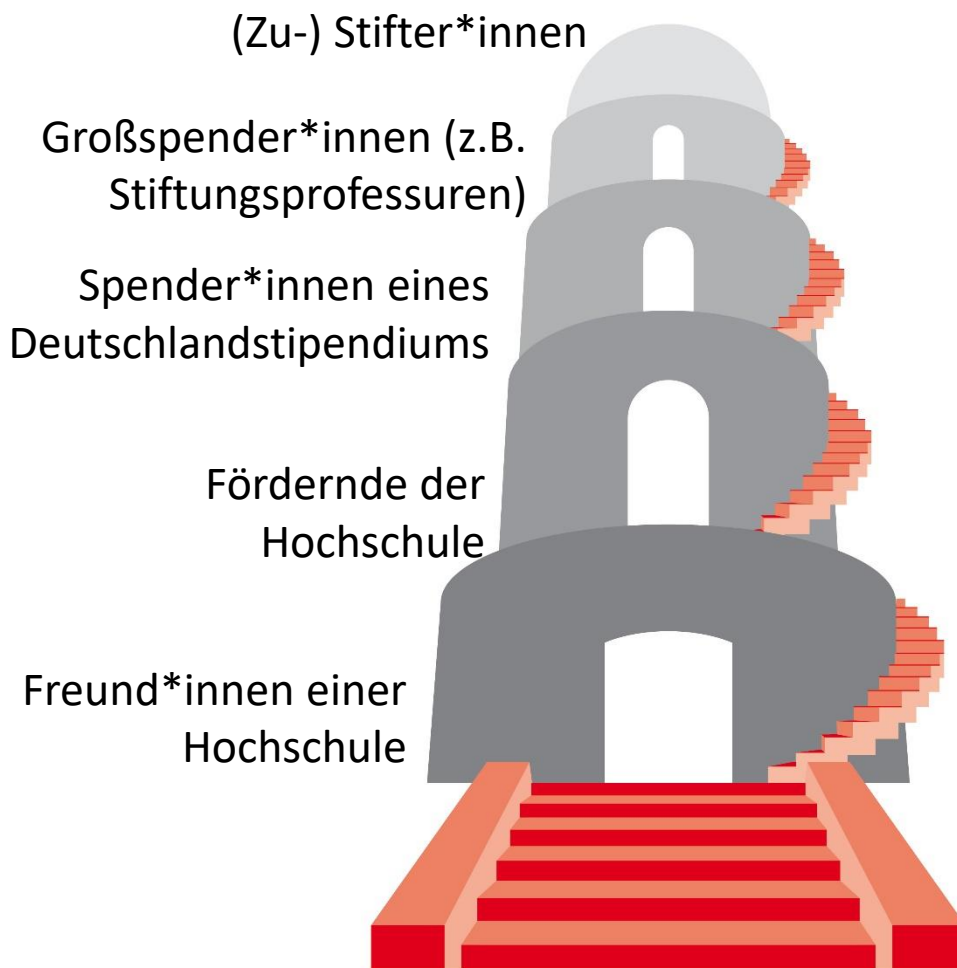 (Zu-) Stifter*innen
Großspender*innen (z.B.
Stiftungsprofessuren)
Spender*innen eines
Deutschlandstipendiums
Fördernde der
Hochschule
Freund*innen einer
Hochschule